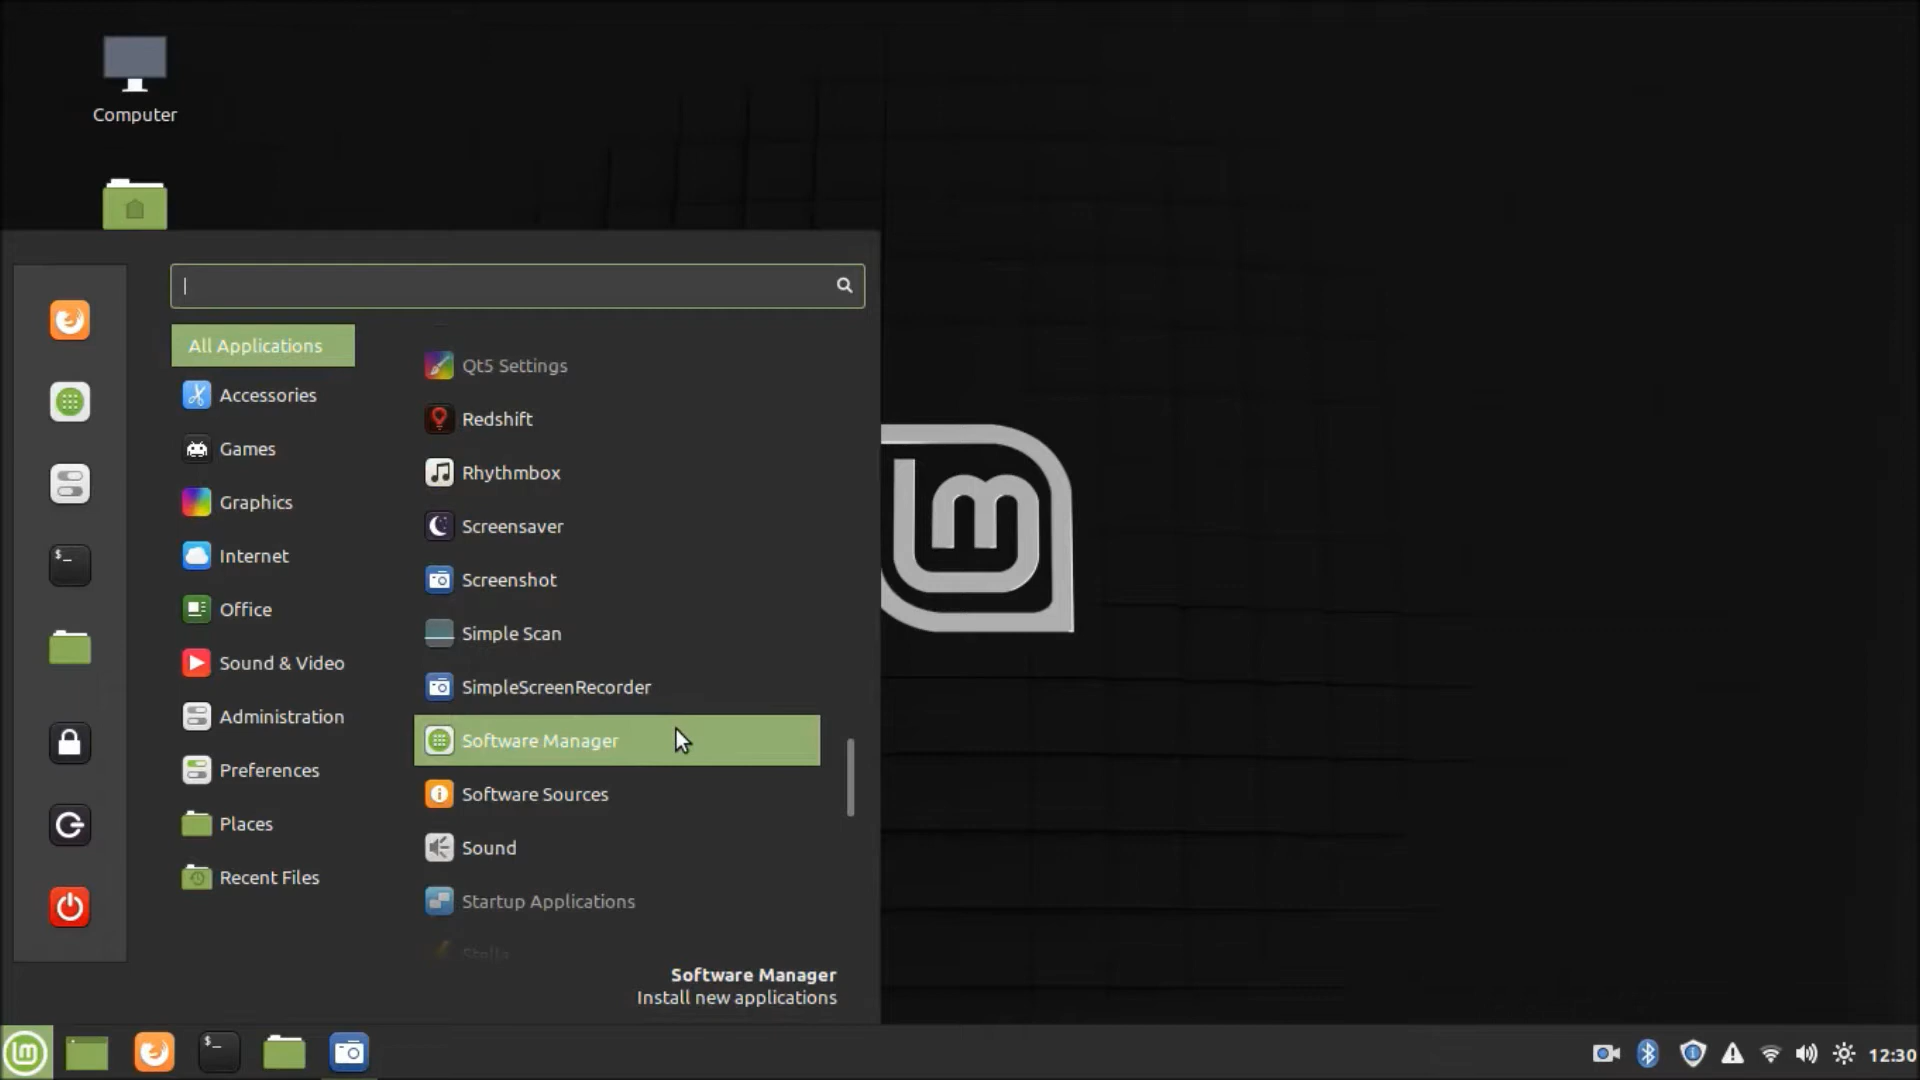 Computer
All Applications
Accessories
Games
Graphics
Internet
Office
Sound & Video
Administration
Preferences
Places
Recent Files
Qt5 Settings
Redshift
Rhythmbox
Screensaver
Screenshot
Simple Scan
SimpleScreenRecorder
Software Manager
Software Sources
Sound
Startup Applications
Stella
Software Manager
Install new applications
12:30